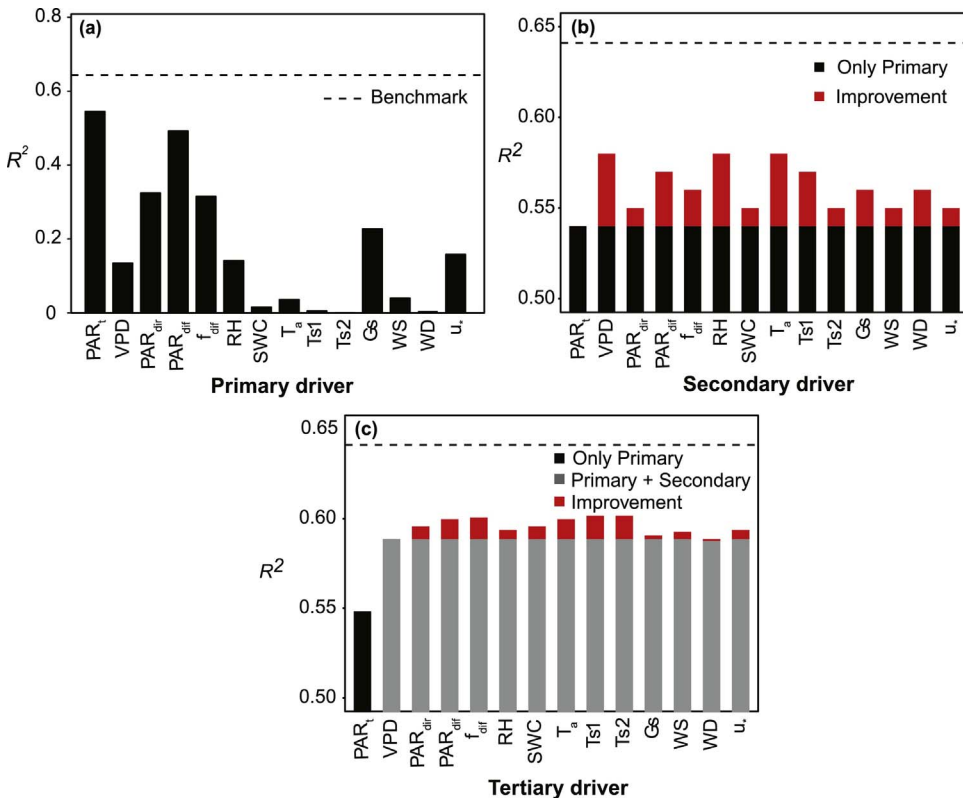 (a)
0.8
0.6
0.4
0.2
0
R²
Benchmark
PARt
VPD
PARdir
PARdif
fdif
RH
SWC
Ta
Ts1
Ts2
Gs
WS
WD
u*
Primary driver
(b)
0.65
0.60
0.55
0.50
R²
Only Primary
Improvement
PARt
VPD
PARdir
PARdif
fdif
RH
SWC
Ta
Ts1
Ts2
Gs
WS
WD
u*
Secondary driver
(c)
0.65
0.60
0.55
0.50
R²
Only Primary
Primary + Secondary
Improvement
PARt
VPD
PARdir
PARdif
fdif
RH
SWC
Ta
Ts1
Ts2
Gs
WS
WD
u*
Tertiary driver